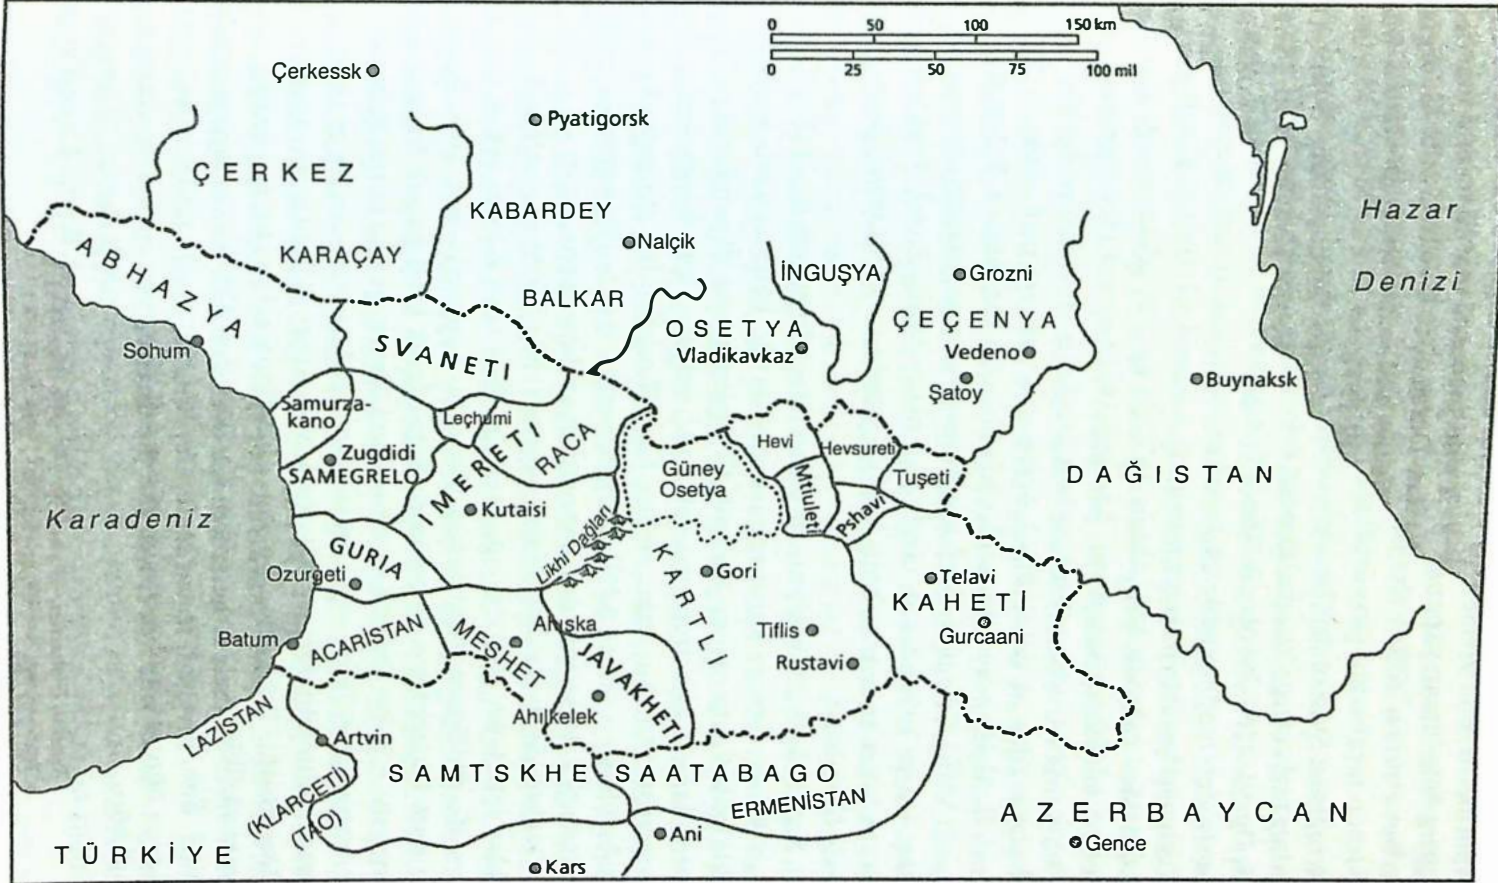 0 50 100 150 km
0 25 50 75 100 mil
Çerkessk
Pyatigorsk
ÇERKEZ
KABARDEY
Hazar
Denizi
KARAÇAY
Nalçik
ABHAZYA
İNGUŞYA
Grozni
BALKAR
OSETYA
ÇEÇENYA
Sohum
SVANETI
Vladikavkaz
Vedeno
Şatoy
Buynaksk
Samurza-
kano
Leçhumi
Zugdidi
SAMEGRELO
IMERETI
RACA
Güney
Osetya
Hevi
Hevsureti
Tuşeti
Mtiuleti
Pshavi
DAĞISTAN
Karadeniz
Kutaisi
Likhi Dağları
GURIA
Ozurgeti
KARTLİ
Gori
Telavi
KAHETİ
Gurcaani
Batum
ACARİSTAN
MESHET
Ahıska
Tiflis
Rustavi
JAVAKHETI
Ahılkelek
LAZİSTAN
Artvin
SAMTSKHE-SAATABAGO
(KLARCETİ)
(TAO)
ERMENİSTAN
AZERBAYCAN
Ani
Gence
TÜRKİYE
Kars